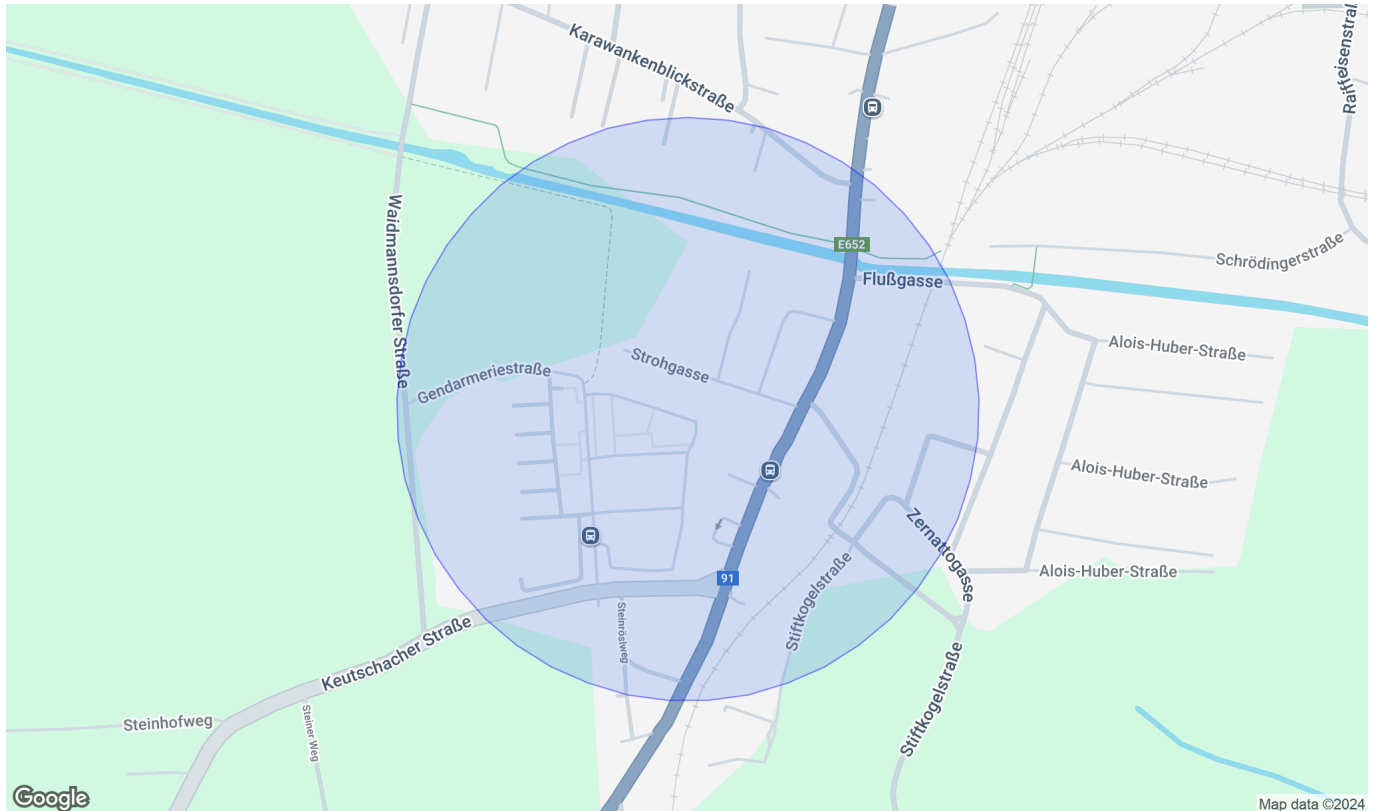 Karawankenblickstraße
Raiffeisenstraß
Waidmannsdorfer Straße
E652
Schrödingerstraße
Flußgasse
Alois-Huber-Straße
Strohgasse
Gendarmeriestraße
Alois-Huber-Straße
Zernattogasse
91
Alois-Huber-Straße
Stiftkogelstraße
Steinröslweg
Keutschacher Straße
Stiftkogelstraße
Steinhofweg
Steiner Weg
Google
Map data ©2024